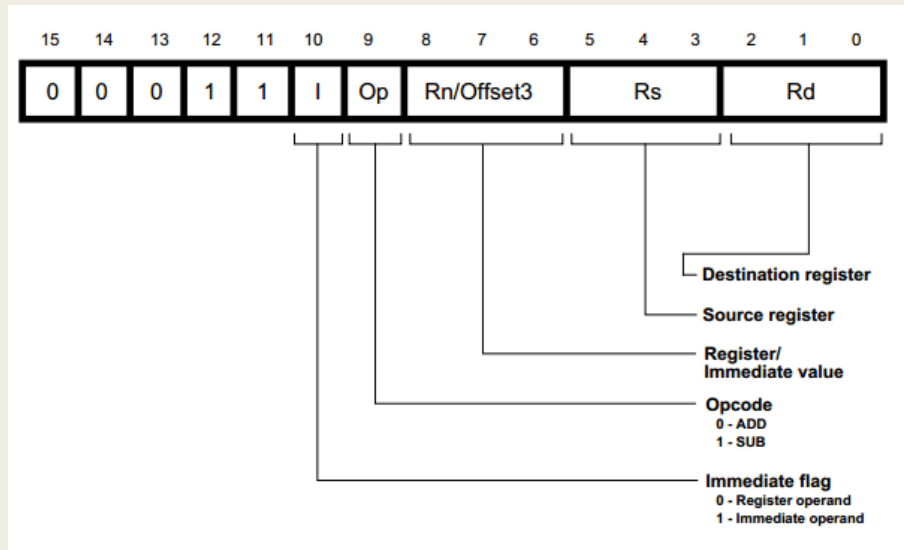 15 14 13 12 11 10 9 8 7 6 5 4 3 2 1 0
0 0 0 1 1 I Op Rn/Offset3 Rs Rd
Destination register
Source register
Register/
Immediate value
Opcode
0 - ADD
1 - SUB
Immediate flag
0 - Register operand
1 - Immediate operand